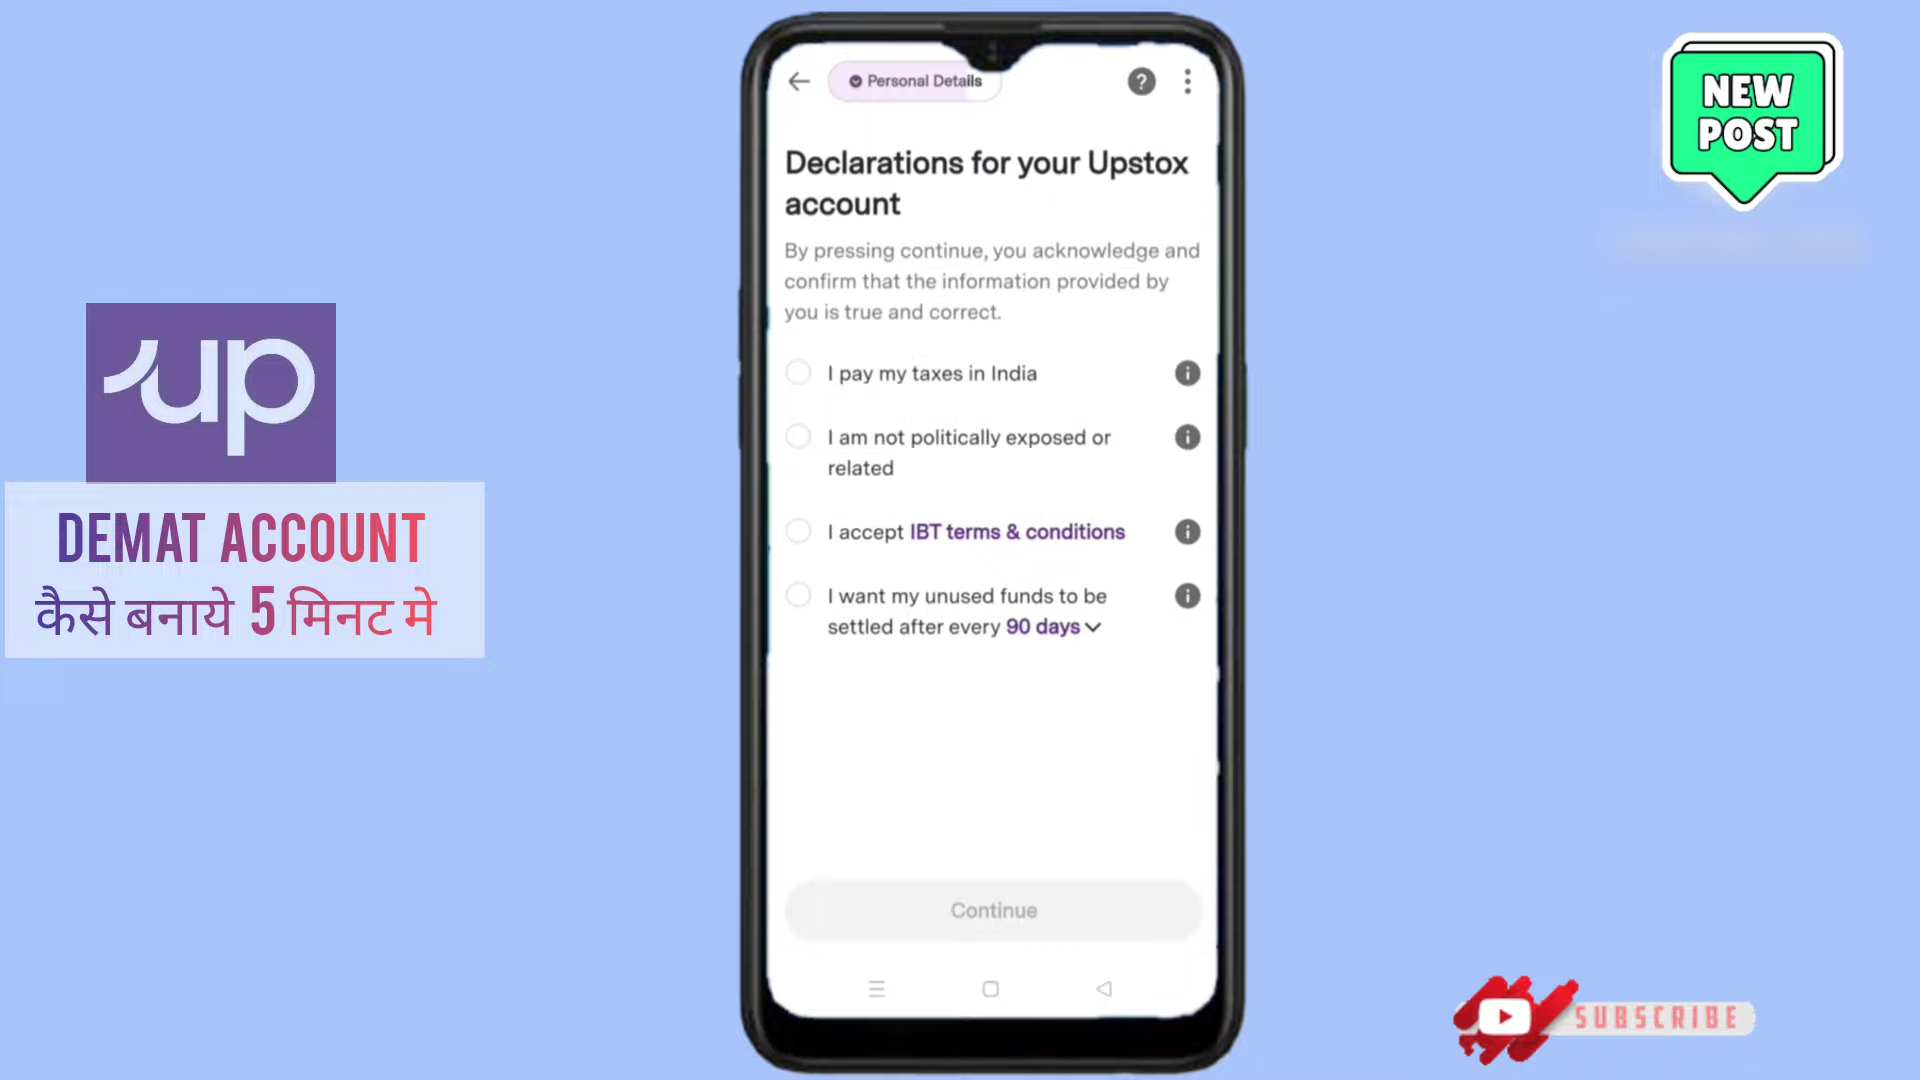 Personal Details
?
Declarations for your Upstox
account
By pressing continue, you acknowledge and
confirm that the information provided by
you is true and correct.
I pay my taxes in India
I am not politically exposed or
related
I accept IBT terms & conditions
I want my unused funds to be
settled after every 90 days
Continue
up
DEMAT ACCOUNT
कैसे बनाये 5 मिनट मे
NEW
POST
SUBSCRIBE